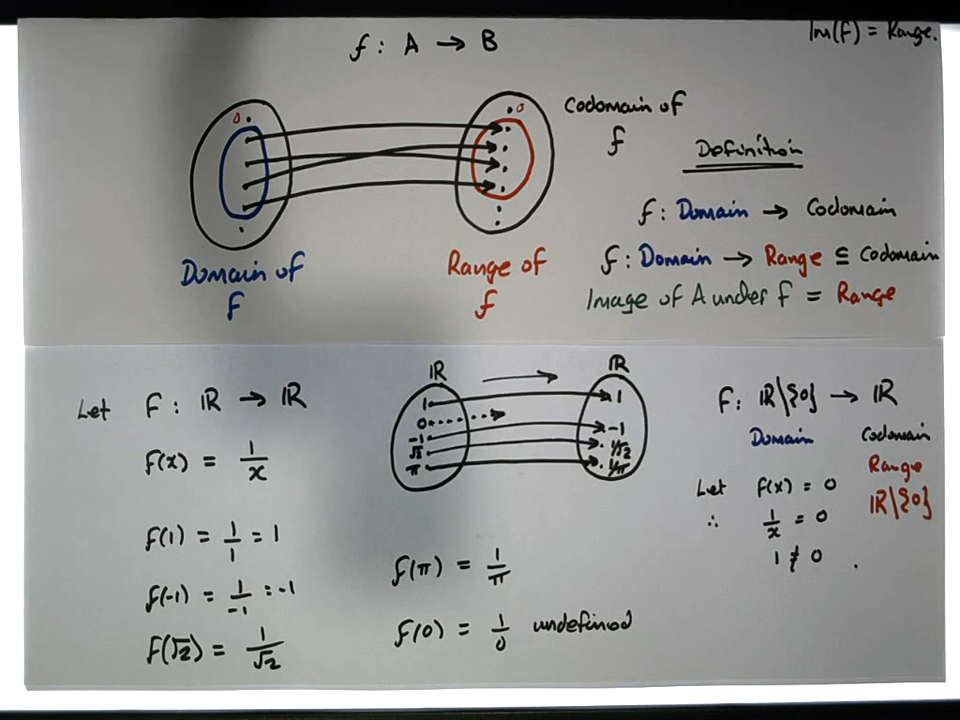 f : A → B
Im(f) = Range.
0
0
Codomain of
f
Definition
f : Domain → Codomain
f : Domain → Range ⊆ Codomain
Image of A under f = Range
Domain of
f
Range of
f
Let f : ℝ → ℝ
f(x) = 1/x
f(1) = 1/1 = 1
f(-1) = 1/-1 = -1
f(√2) = 1/√2
ℝ → ℝ
1 1
0
-1 -1
√2 1/√2
π 1/π
f(π) = 1/π
f(0) = 1/0 undefined
f : ℝ\{0} → ℝ
Domain Codomain
Range
ℝ\{0}
Let f(x) = 0
∴ 1/x = 0
1 ≠ 0 .